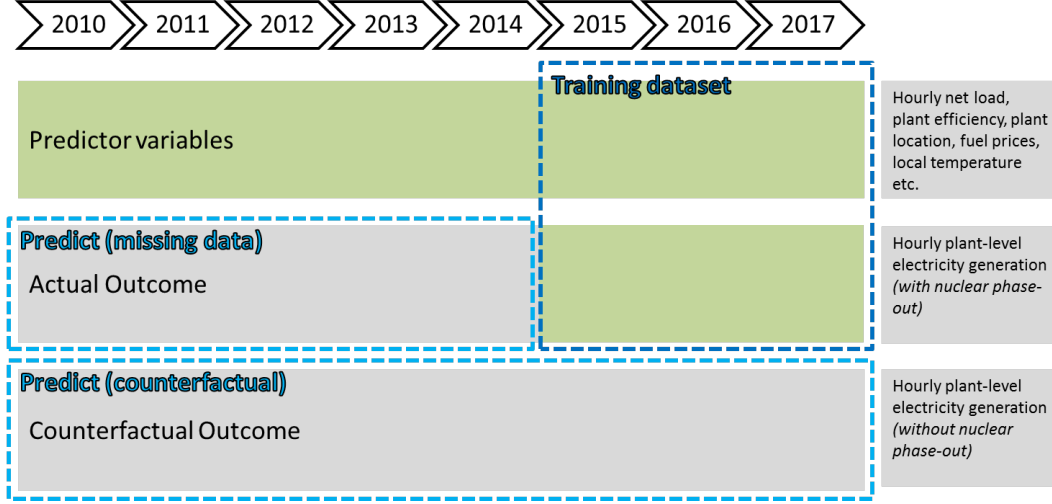 2010 2011 2012 2013 2014 2015 2016 2017
Training dataset
Predictor variables
Hourly net load,
plant efficiency, plant
location, fuel prices,
local temperature
etc.
Predict (missing data)
Actual Outcome
Hourly plant-level
electricity generation
(with nuclear phase-
out)
Predict (counterfactual)
Counterfactual Outcome
Hourly plant-level
electricity generation
(without nuclear
phase-out)